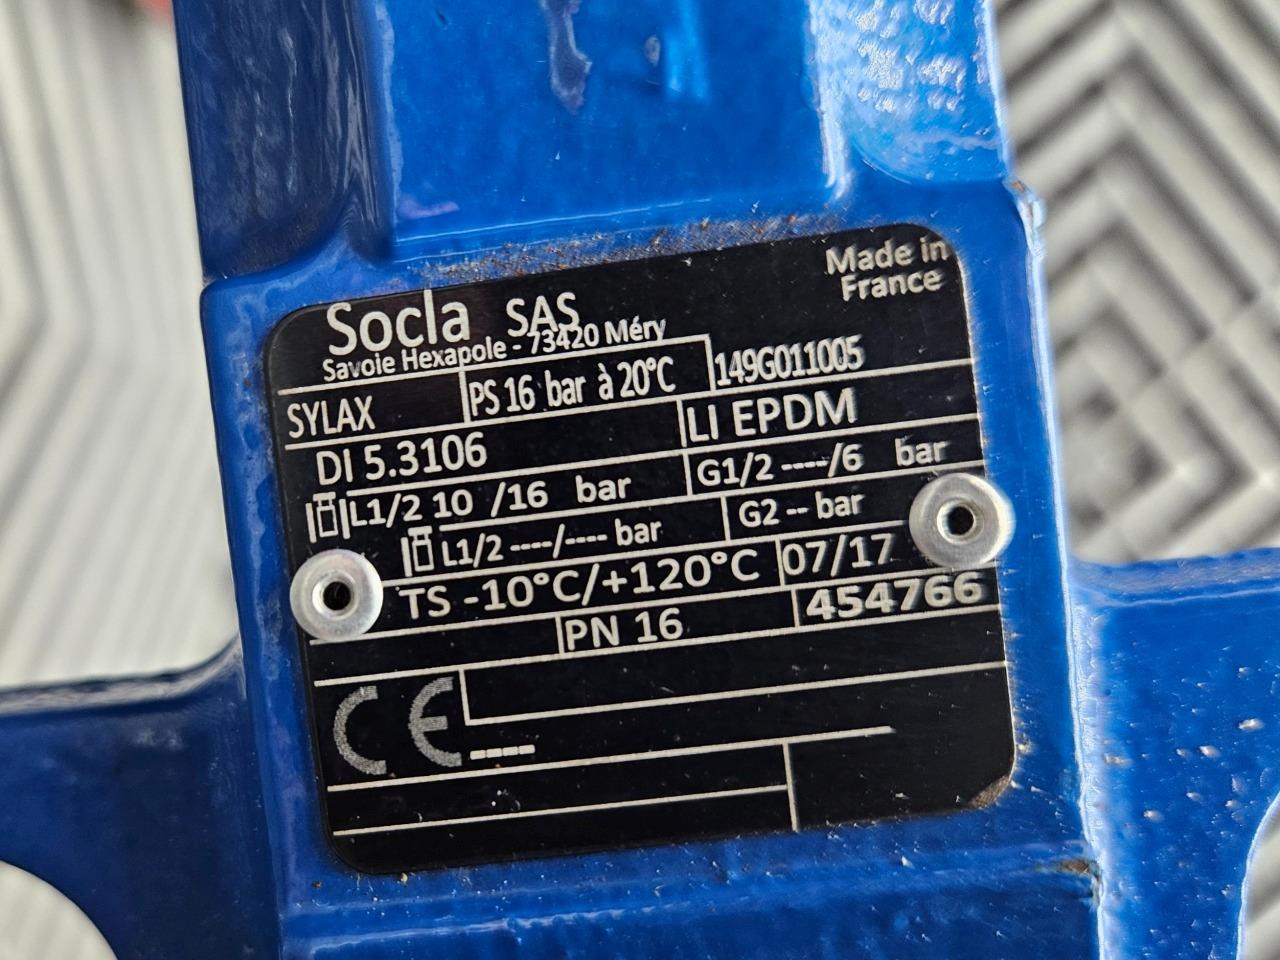 Made in
France
Socla SAS
Savoie Hexapole - 73420 Méry
SYLAX PS 16 bar à 20°C 149G011005
DI 5.3106 LI EPDM
L1/2 10 /16 bar G1/2 ----/6 bar
L1/2 ----/---- bar G2 -- bar
TS -10°C/+120°C 07/17
PN 16 454766
CE ----